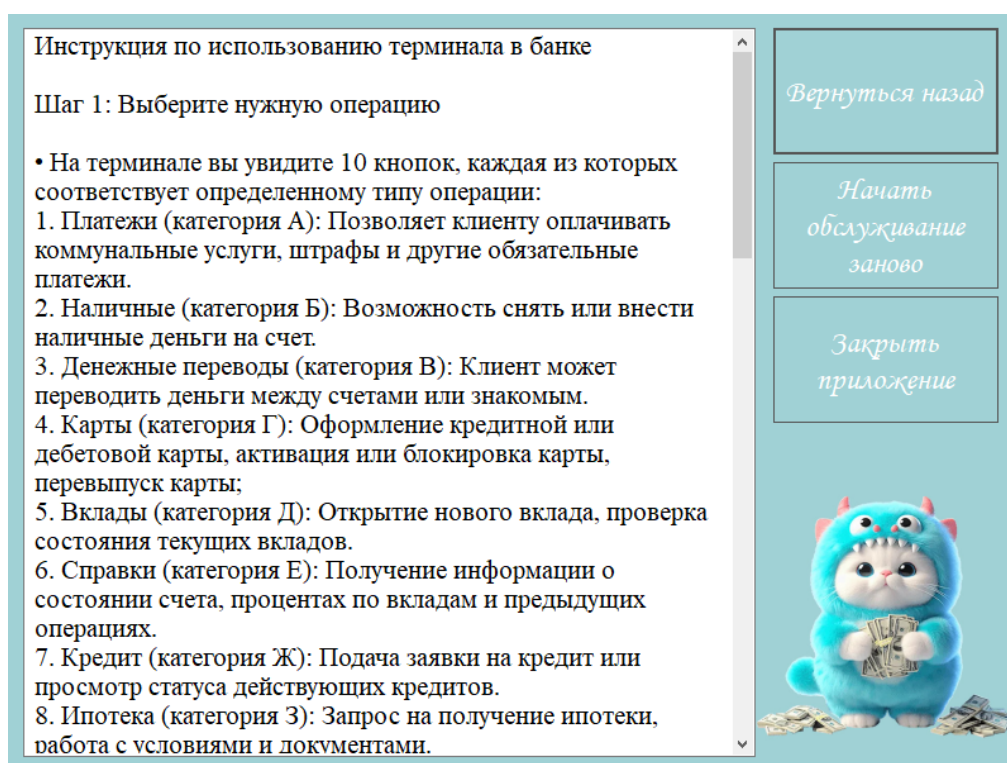 Инструкция по использованию терминала в банке
Шаг 1: Выберите нужную операцию
• На терминале вы увидите 10 кнопок, каждая из которых
соответствует определенному типу операции:
1. Платежи (категория А): Позволяет клиенту оплачивать
коммунальные услуги, штрафы и другие обязательные
платежи.
2. Наличные (категория Б): Возможность снять или внести
наличные деньги на счет.
3. Денежные переводы (категория В): Клиент может
переводить деньги между счетами или знакомым.
4. Карты (категория Г): Оформление кредитной или
дебетовой карты, активация или блокировка карты,
перевыпуск карты;
5. Вклады (категория Д): Открытие нового вклада, проверка
состояния текущих вкладов.
6. Справки (категория Е): Получение информации о
состоянии счета, процентах по вкладам и предыдущих
операциях.
7. Кредит (категория Ж): Подача заявки на кредит или
просмотр статуса действующих кредитов.
8. Ипотека (категория З): Запрос на получение ипотеки,
работа с условиями и документами.
Вернуться назад
Начать
обслуживание
заново
Закрыть
приложение